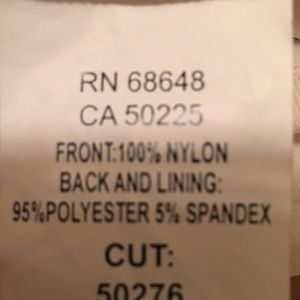 RN 68648
CA 50225
FRONT:100% NYLON
BACK AND LINING:
95%POLYESTER 5% SPANDEX
CUT:
50276